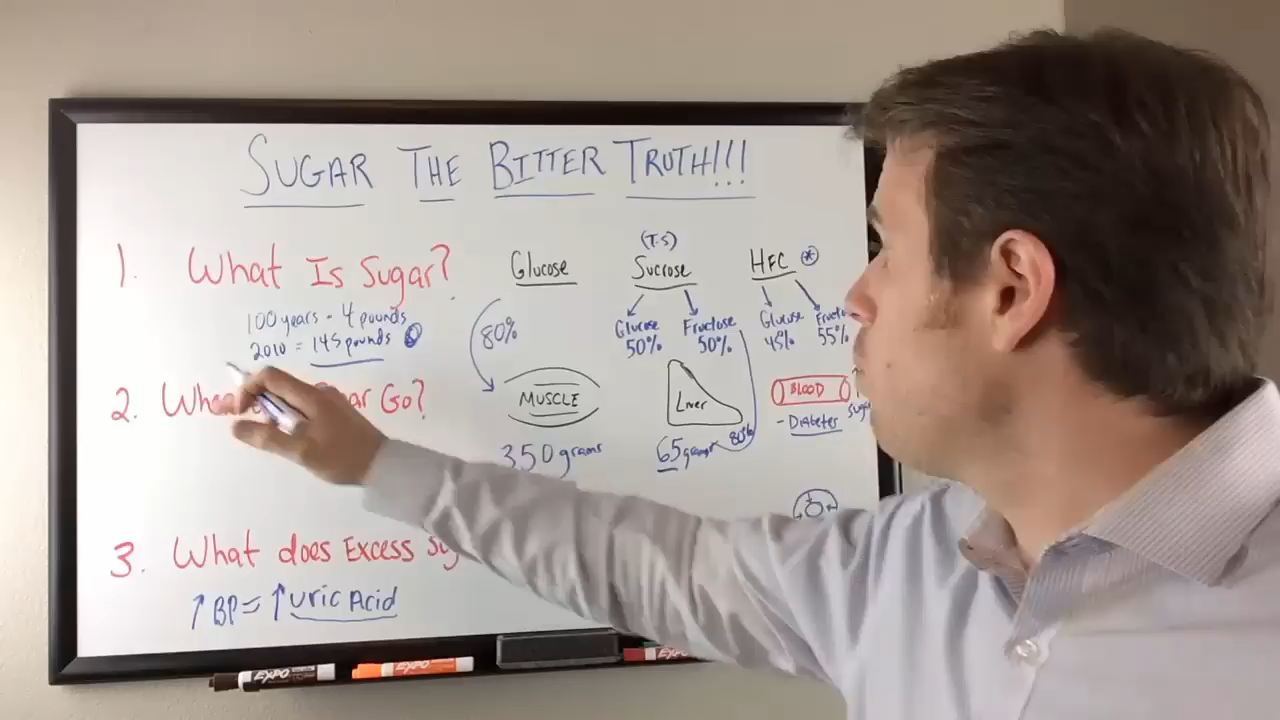 SUGAR THE BITTER TRUTH!!!
1. What Is Sugar?
100 years - 4 pounds
2010 = 145 pounds
Glucose
80%
MUSCLE
350 grams
(T.S)
Sucrose
Glucose 50%
Fructose 50%
Liver
65 grams
80%
HFC *
Glucose 45%
55%
BLOOD
- Diabetes
2. Go?
3. What does Excess
↑ BP = ↑ Uric Acid
EXPO
EXPO
EXPO